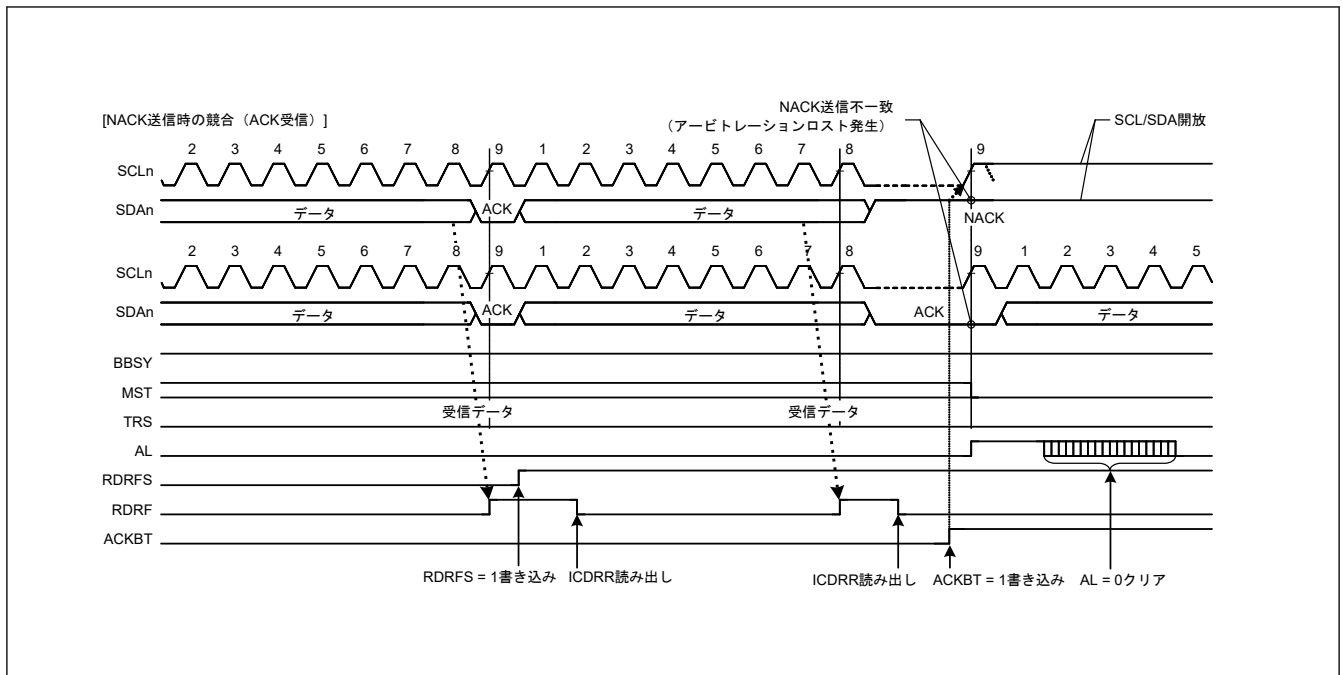 [NACK送信時の競合（ACK受信）]
NACK送信不一致
（アービトレーションロスト発生）
SCL/SDA開放
2 3 4 5 6 7 8 9 1 2 3 4 5 6 7 8 9
SCLn
SDAn データ ACK データ NACK
2 3 4 5 6 7 8 9 1 2 3 4 5 6 7 8 9 1 2 3 4 5
SCLn
SDAn データ ACK データ ACK データ
BBSY
MST
受信データ 受信データ
TRS
AL
RDRFS
RDRF
ACKBT
RDRFS = 1書き込み ICDRR読み出し ICDRR読み出し ACKBT = 1書き込み AL = 0クリア